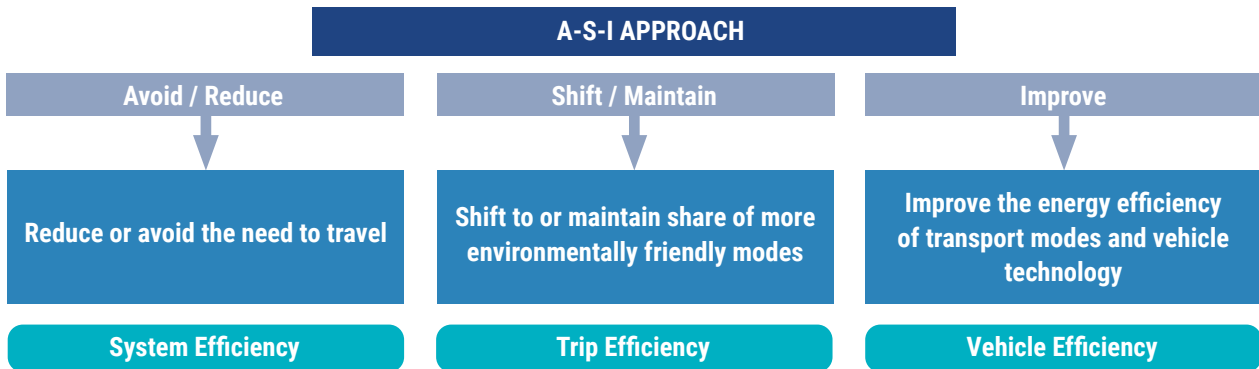 A-S-I APPROACH
Avoid / Reduce
Shift / Maintain
Improve
Reduce or avoid the need to travel
Shift to or maintain share of more
environmentally friendly modes
Improve the energy efficiency
of transport modes and vehicle
technology
System Efficiency
Trip Efficiency
Vehicle Efficiency